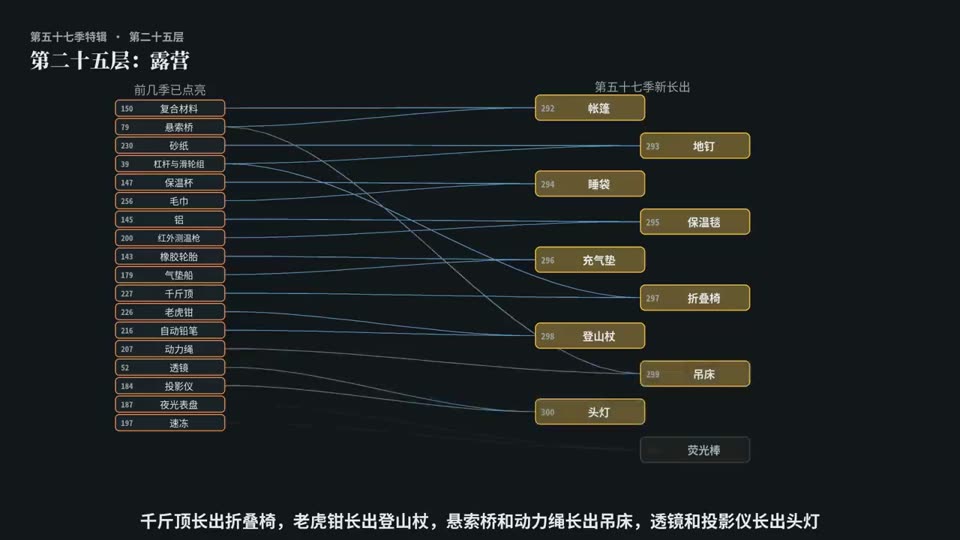 第五十七季特辑 · 第二十五层
第二十五层：露营
前几季已点亮
第五十七季新长出
150 复合材料
79 悬索桥
230 砂纸
39 杠杆与滑轮组
147 保温杯
256 毛巾
145 铝
200 红外测温枪
143 橡胶轮胎
179 气垫船
227 千斤顶
226 老虎钳
216 自动铅笔
207 动力绳
52 透镜
184 投影仪
187 夜光表盘
197 速冻
292 帐篷
293 地钉
294 睡袋
295 保温毯
296 充气垫
297 折叠椅
298 登山杖
299 吊床
300 头灯
荧光棒
千斤顶长出折叠椅，老虎钳长出登山杖，悬索桥和动力绳长出吊床，透镜和投影仪长出头灯